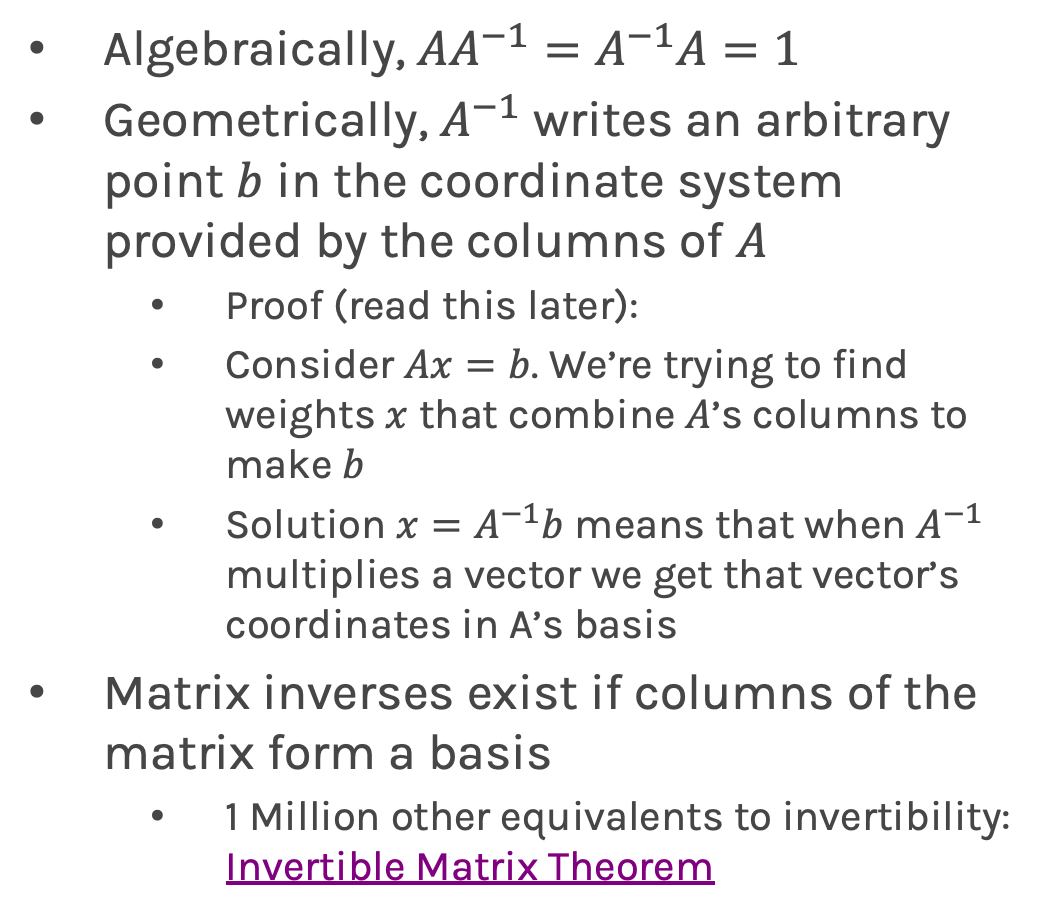 • Algebraically, 𝐴𝐴⁻¹ = 𝐴⁻¹𝐴 = 1
• Geometrically, 𝐴⁻¹ writes an arbitrary
point 𝑏 in the coordinate system
provided by the columns of 𝐴
• Proof (read this later):
• Consider 𝐴𝑥 = 𝑏. We’re trying to find
weights 𝑥 that combine 𝐴’s columns to
make 𝑏
• Solution 𝑥 = 𝐴⁻¹𝑏 means that when 𝐴⁻¹
multiplies a vector we get that vector’s
coordinates in A’s basis
• Matrix inverses exist if columns of the
matrix form a basis
• 1 Million other equivalents to invertibility:
Invertible Matrix Theorem